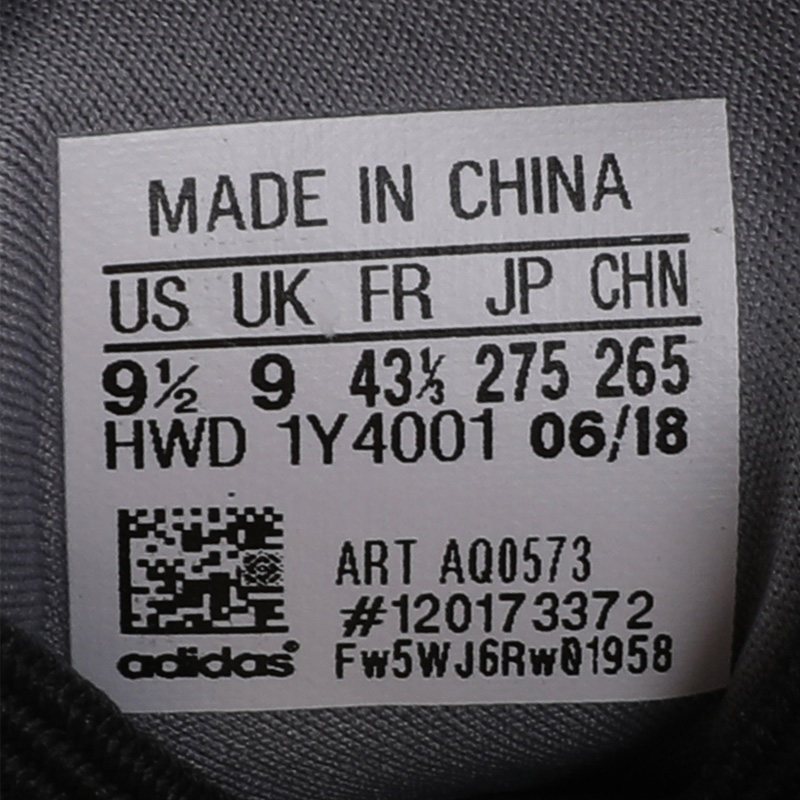 MADE IN CHINA
US UK FR JP CHN
9½ 9 43⅓ 275 265
HWD 1Y4001 06/18
ART AQ0573
#120173372
adidas®
Fw5WJ6Rw01958